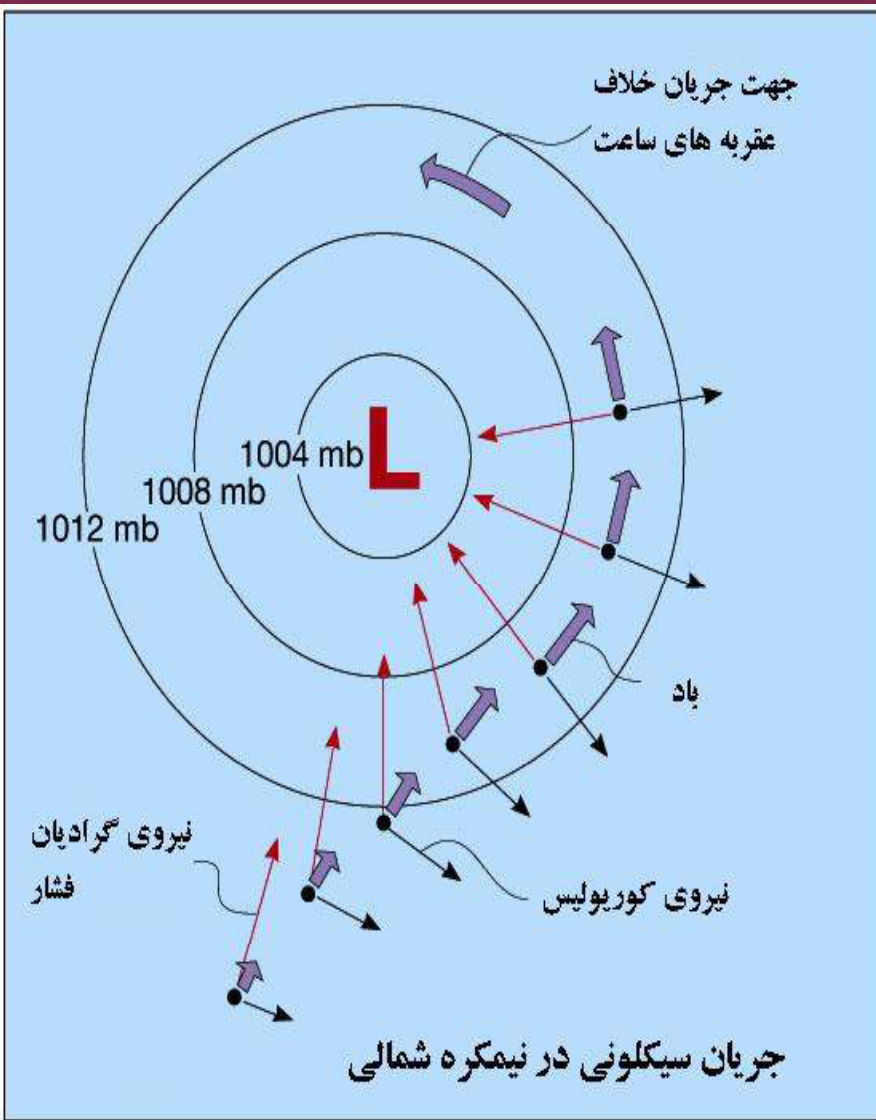 جهت جریان خلاف
عقربه های ساعت
L
1004 mb
1008 mb
1012 mb
باد
نیروی گرادیان
فشار
نیروی کوریولیس
جریان سیکلونی در نیمکره شمالی